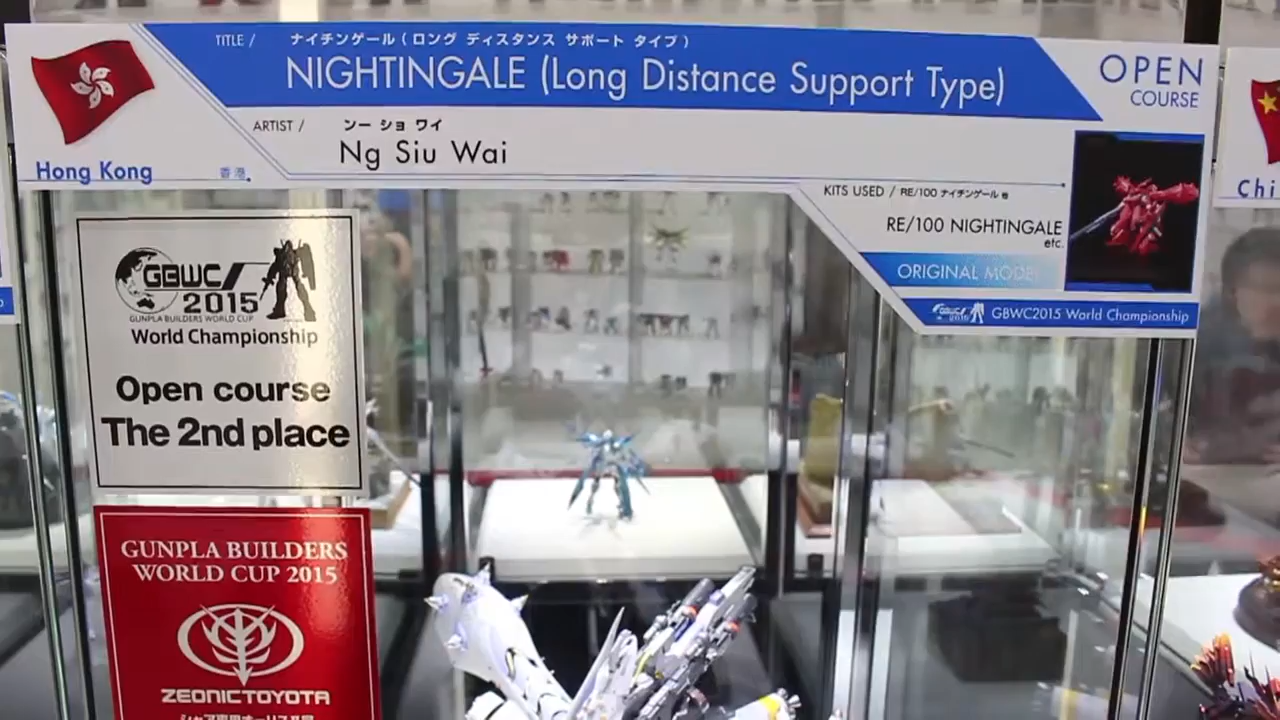 TITLE / ナイチンゲール ( ロング ディスタンス サポート タイプ )
NIGHTINGALE (Long Distance Support Type)
OPEN
COURSE
ARTIST / ンー ショ ワイ
Ng Siu Wai
Hong Kong 香港
KITS USED / RE/100 ナイチンゲール 他
RE/100 NIGHTINGALE
etc.
ORIGINAL MODEL
GBWC2015 World Championship
Chi
GBWC
2015
GUNPLA BUILDERS WORLD CUP
World Championship
Open course
The 2nd place
GUNPLA BUILDERS
WORLD CUP 2015
ZEONICTOYOTA